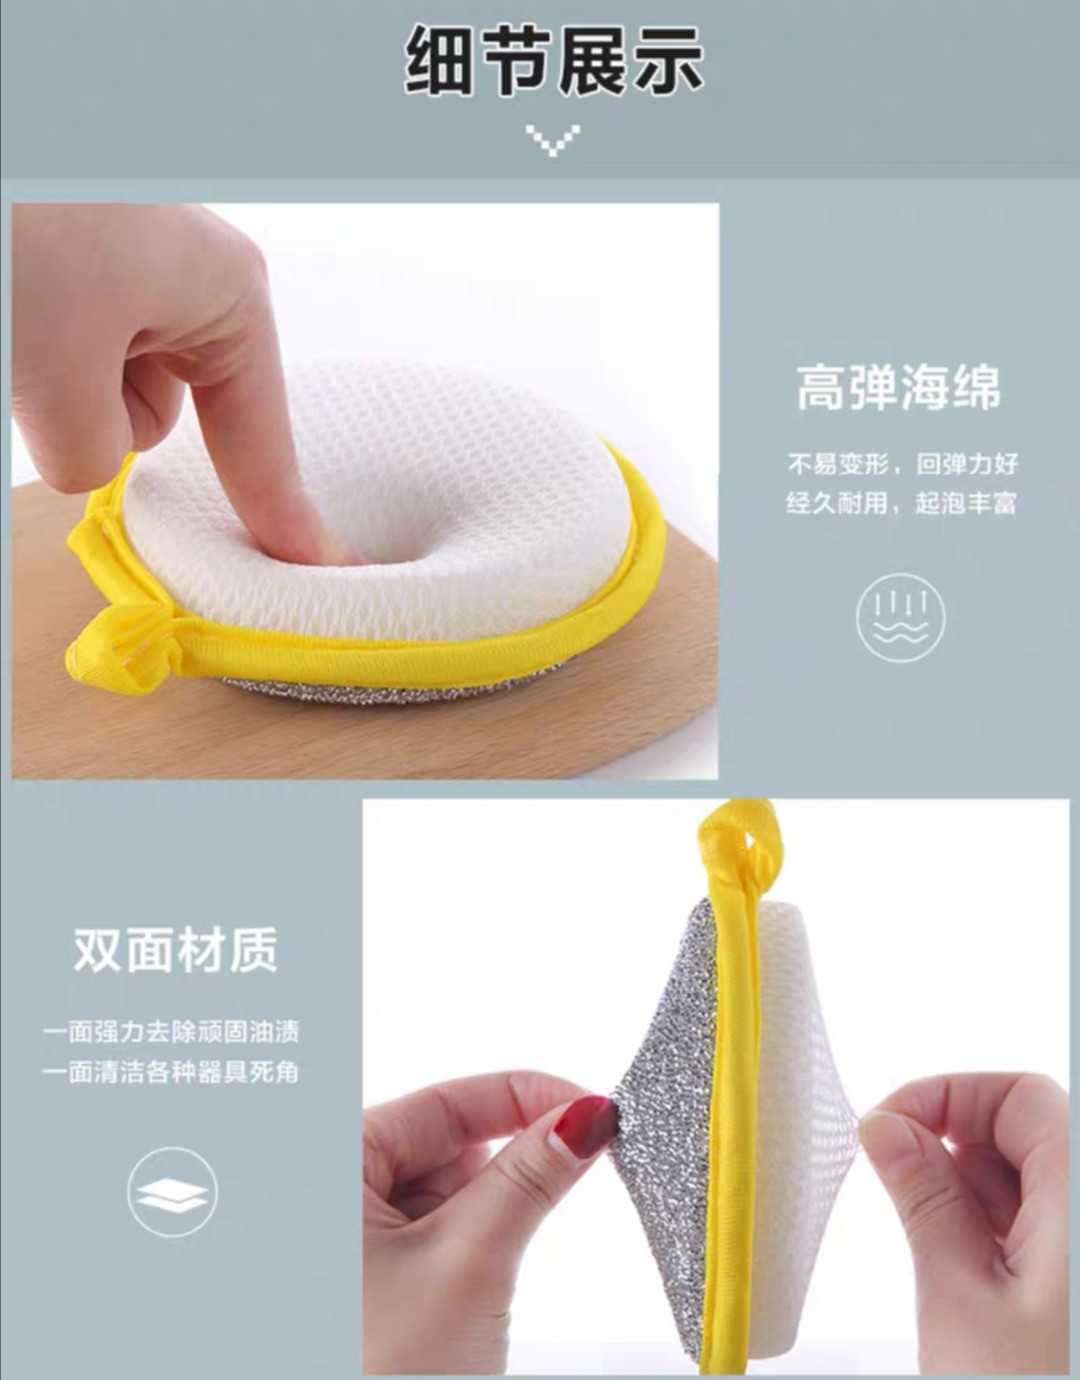 细节展示
高弹海绵
不易变形，回弹力好
经久耐用，起泡丰富
双面材质
一面强力去除顽固油渍
一面清洁各种器具死角